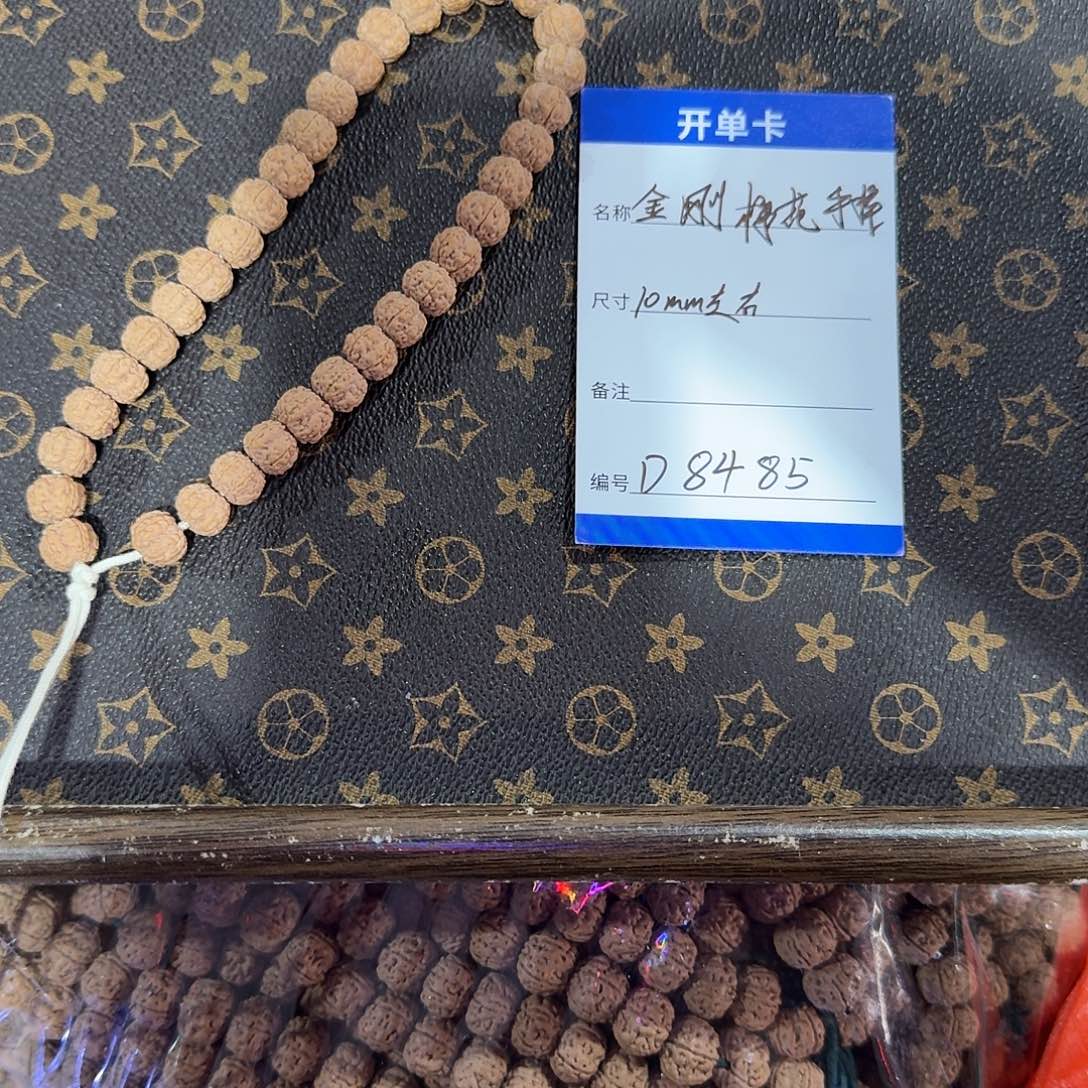 开单卡
名称 金刚梅花手串
尺寸 10mm左右
备注
编号 D8485